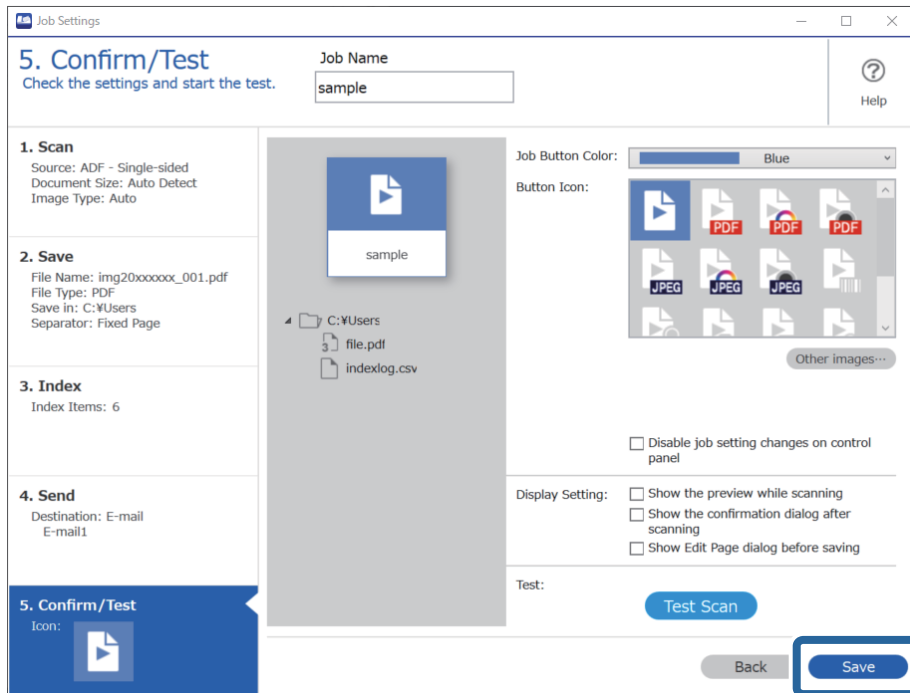 Job Settings
5. Confirm/Test
Check the settings and start the test.
Job Name
sample
Help
1. Scan
Source: ADF - Single-sided
Document Size: Auto Detect
Image Type: Auto
2. Save
File Name: img20xxxxxx_001.pdf
File Type: PDF
Save in: C:¥Users
Separator: Fixed Page
3. Index
Index Items: 6
4. Send
Destination: E-mail
E-mail1
5. Confirm/Test
Icon:
sample
C:¥Users
3 file.pdf
indexlog.csv
Job Button Color:
Blue
Button Icon:
PDF PDF PDF
JPEG JPEG JPEG
Other images···
Disable job setting changes on control
panel
Display Setting:
Show the preview while scanning
Show the confirmation dialog after
scanning
Show Edit Page dialog before saving
Test:
Test Scan
Back
Save